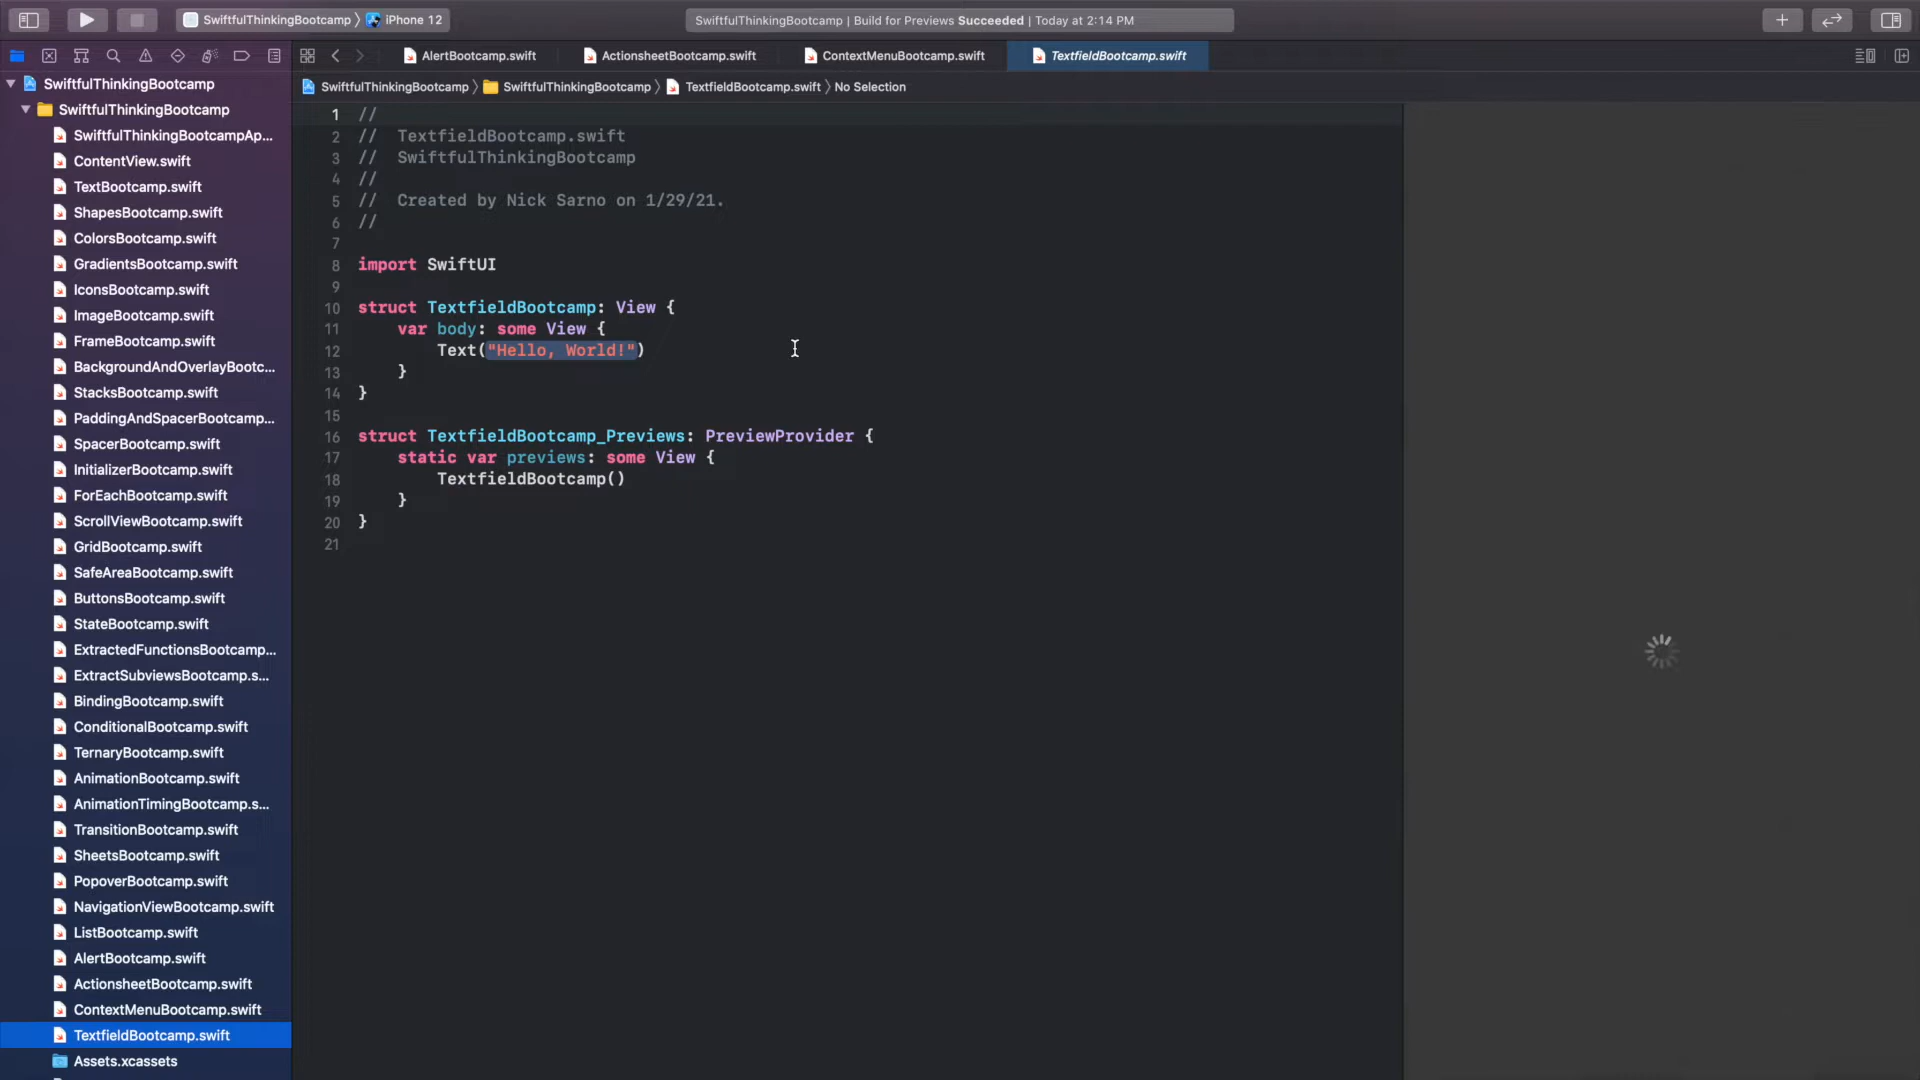 SwiftfulThinkingBootcamp 〉 iPhone 12
SwiftfulThinkingBootcamp | Build for Previews Succeeded | Today at 2:14 PM
AlertBootcamp.swift
ActionsheetBootcamp.swift
ContextMenuBootcamp.swift
TextfieldBootcamp.swift
SwiftfulThinkingBootcamp 〉 SwiftfulThinkingBootcamp 〉 TextfieldBootcamp.swift 〉 No Selection
SwiftfulThinkingBootcamp
SwiftfulThinkingBootcamp
SwiftfulThinkingBootcampAp...
ContentView.swift
TextBootcamp.swift
ShapesBootcamp.swift
ColorsBootcamp.swift
GradientsBootcamp.swift
IconsBootcamp.swift
ImageBootcamp.swift
FrameBootcamp.swift
BackgroundAndOverlayBootc...
StacksBootcamp.swift
PaddingAndSpacerBootcamp...
SpacerBootcamp.swift
InitializerBootcamp.swift
ForEachBootcamp.swift
ScrollViewBootcamp.swift
GridBootcamp.swift
SafeAreaBootcamp.swift
ButtonsBootcamp.swift
StateBootcamp.swift
ExtractedFunctionsBootcamp...
ExtractSubviewsBootcamp.s...
BindingBootcamp.swift
ConditionalBootcamp.swift
TernaryBootcamp.swift
AnimationBootcamp.swift
AnimationTimingBootcamp.s...
TransitionBootcamp.swift
SheetsBootcamp.swift
PopoverBootcamp.swift
NavigationViewBootcamp.swift
ListBootcamp.swift
AlertBootcamp.swift
ActionsheetBootcamp.swift
ContextMenuBootcamp.swift
TextfieldBootcamp.swift
Assets.xcassets
1 //
2 //  TextfieldBootcamp.swift
3 //  SwiftfulThinkingBootcamp
4 //
5 //  Created by Nick Sarno on 1/29/21.
6 //
7
8 import SwiftUI
9
10 struct TextfieldBootcamp: View {
11     var body: some View {
12         Text("Hello, World!")
13     }
14 }
15
16 struct TextfieldBootcamp_Previews: PreviewProvider {
17     static var previews: some View {
18         TextfieldBootcamp()
19     }
20 }
21